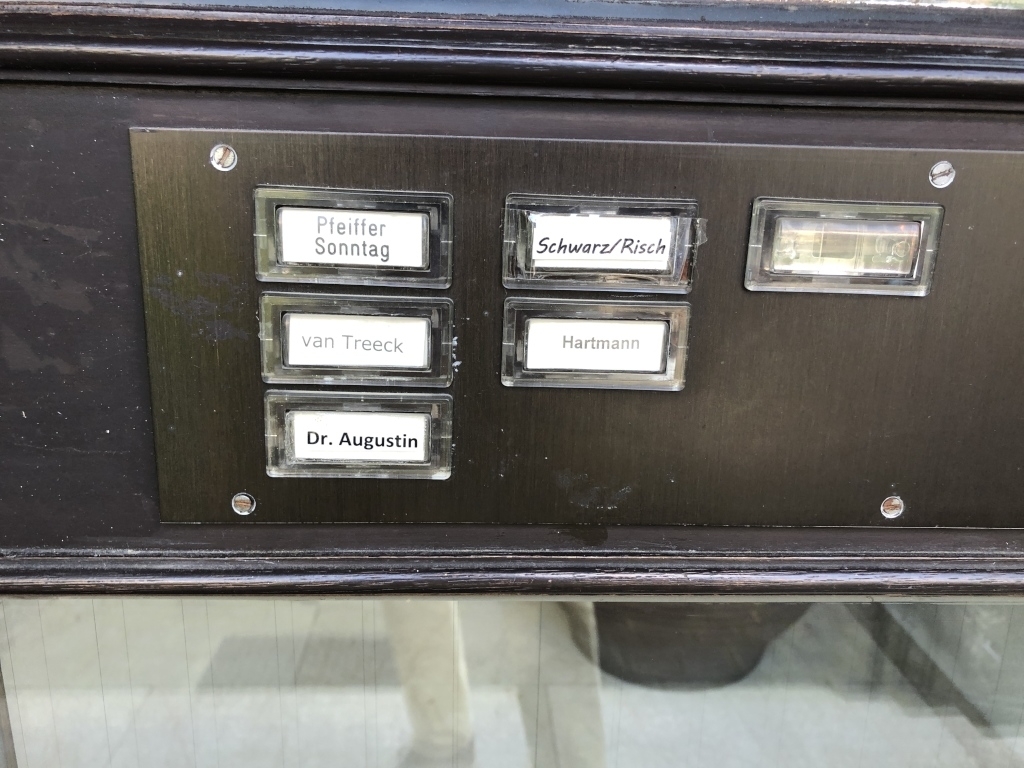 Pfeiffer
Sonntag
van Treeck
Dr. Augustin
Schwarz/Risch
Hartmann